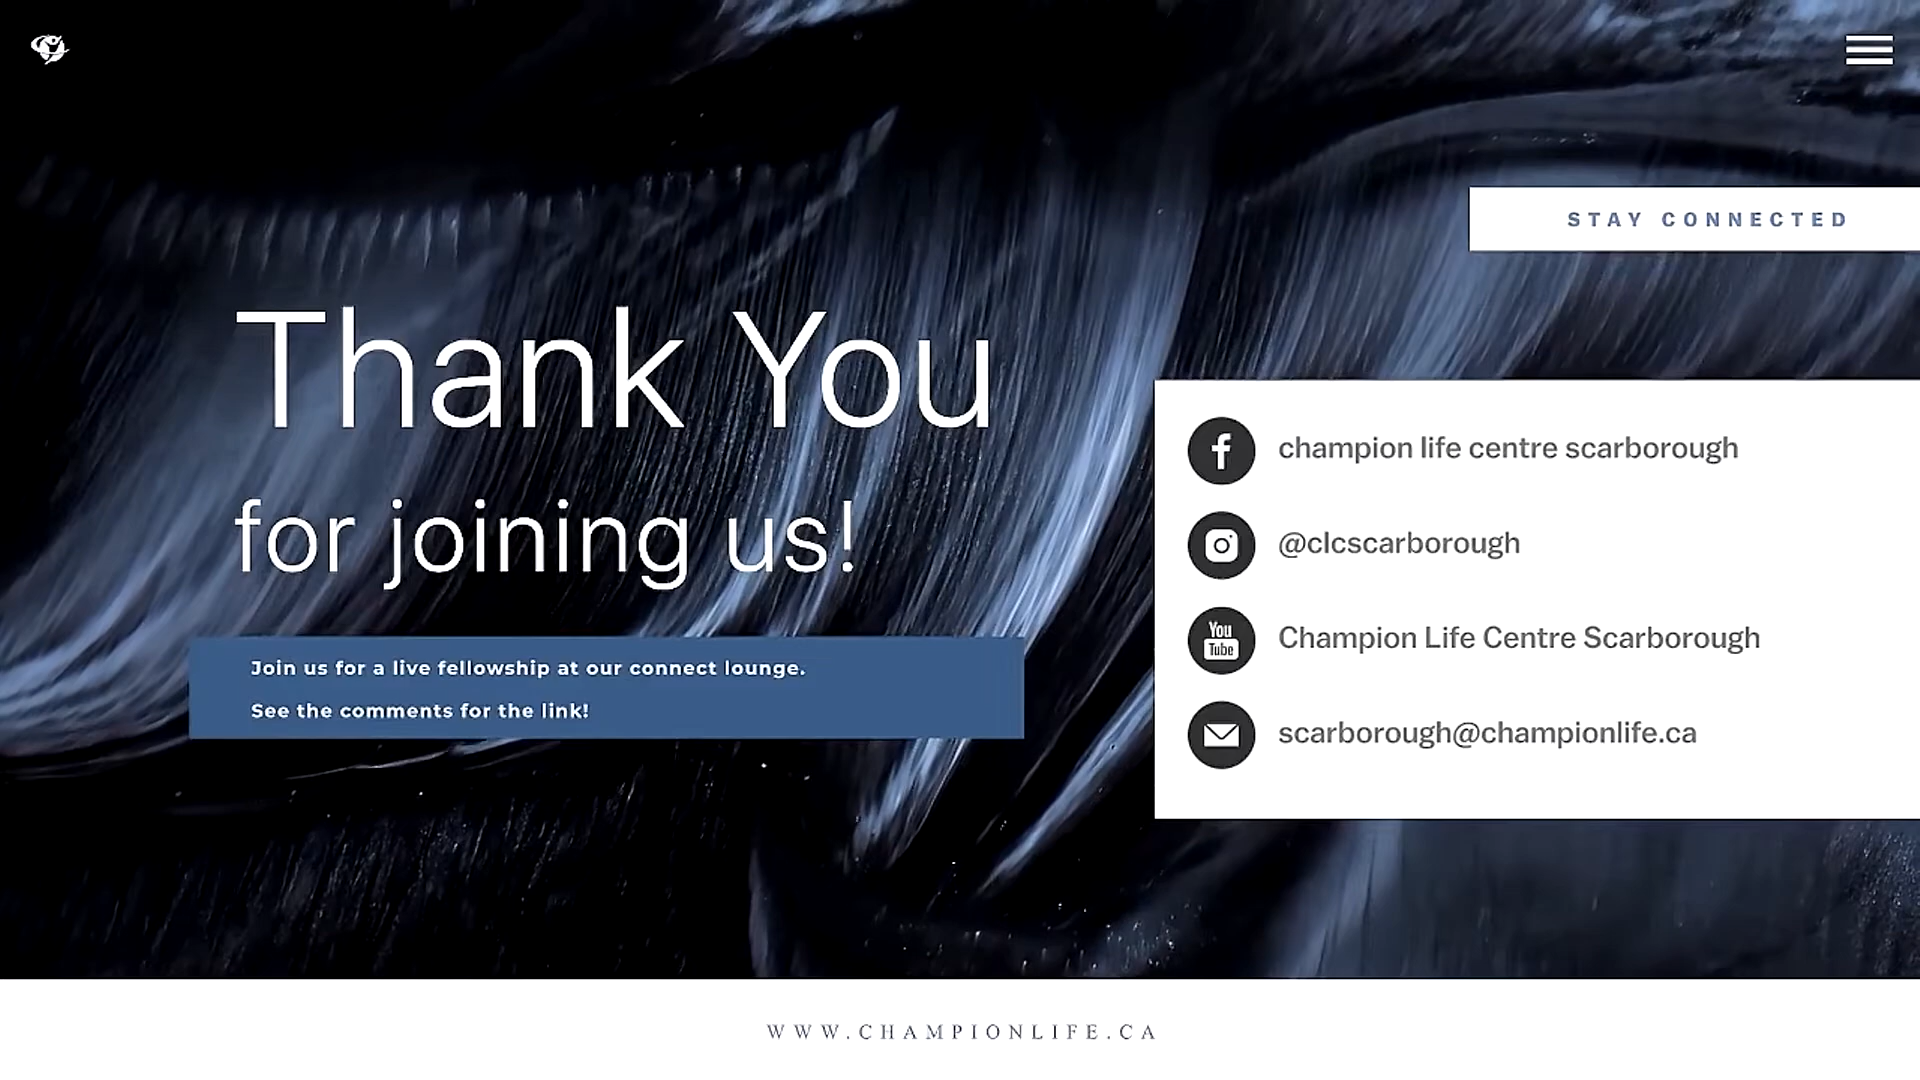 STAY CONNECTED
Thank You
for joining us!
Join us for a live fellowship at our connect lounge.
See the comments for the link!
champion life centre scarborough
@clcscarborough
You
Tube
Champion Life Centre Scarborough
scarborough@championlife.ca
WWW.CHAMPIONLIFE.CA